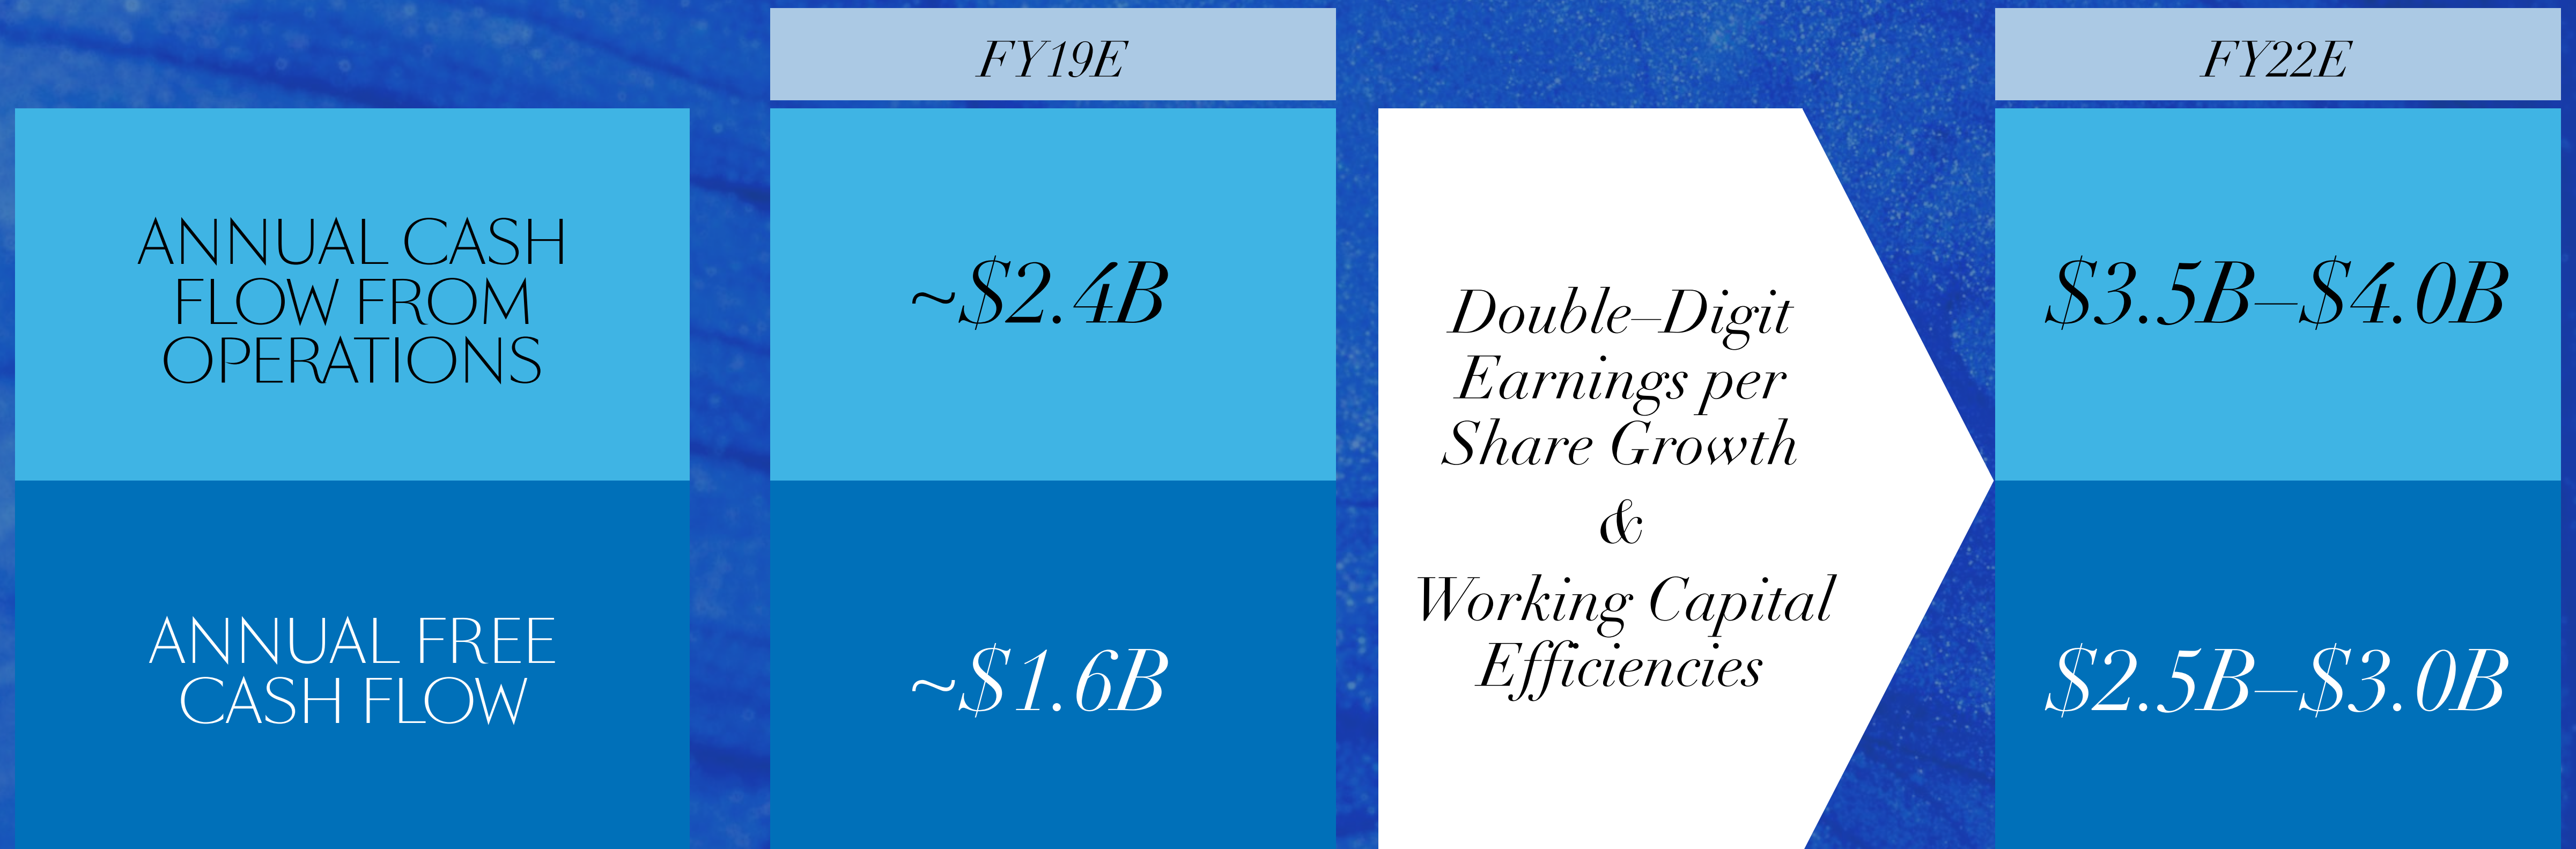 FY19E
FY22E
ANNUAL CASH
FLOW FROM
OPERATIONS
~$2.4B
Double–Digit
Earnings per
Share Growth
&
Working Capital
Efficiencies
$3.5B–$4.0B
ANNUAL FREE
CASH FLOW
~$1.6B
$2.5B–$3.0B